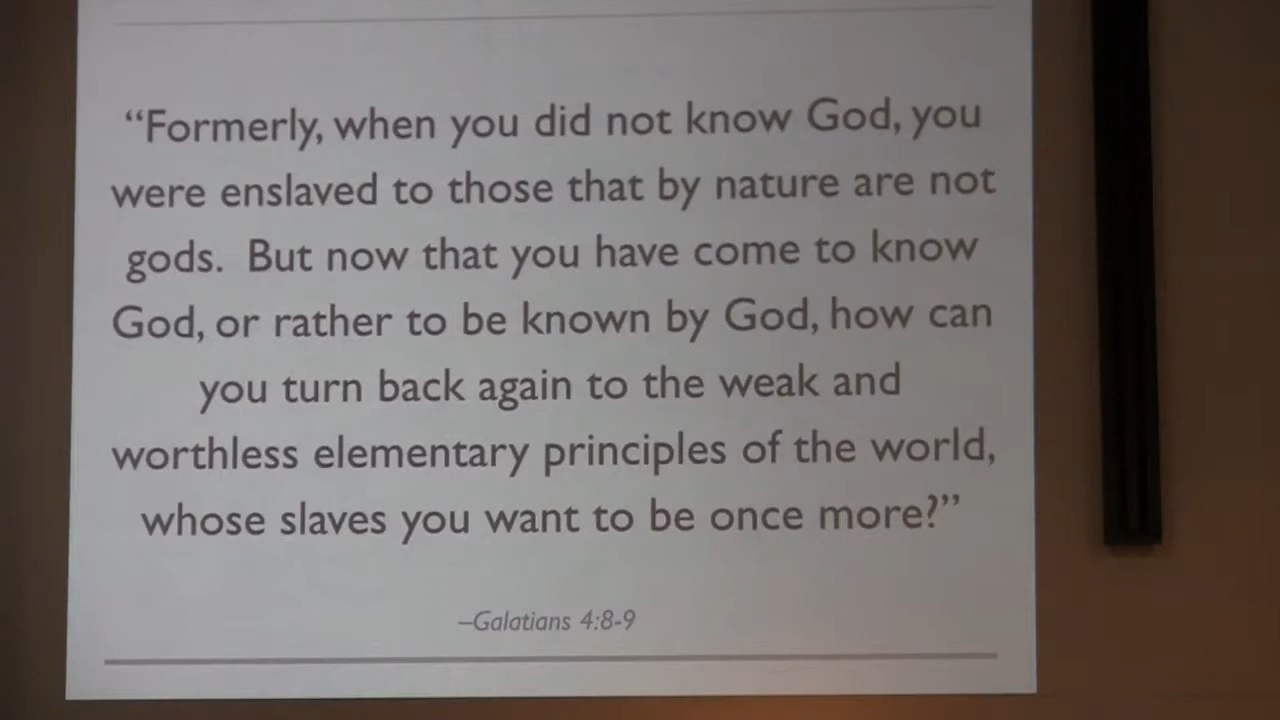 “Formerly, when you did not know God, you
were enslaved to those that by nature are not
gods. But now that you have come to know
God, or rather to be known by God, how can
you turn back again to the weak and
worthless elementary principles of the world,
whose slaves you want to be once more?”
–Galatians 4:8-9